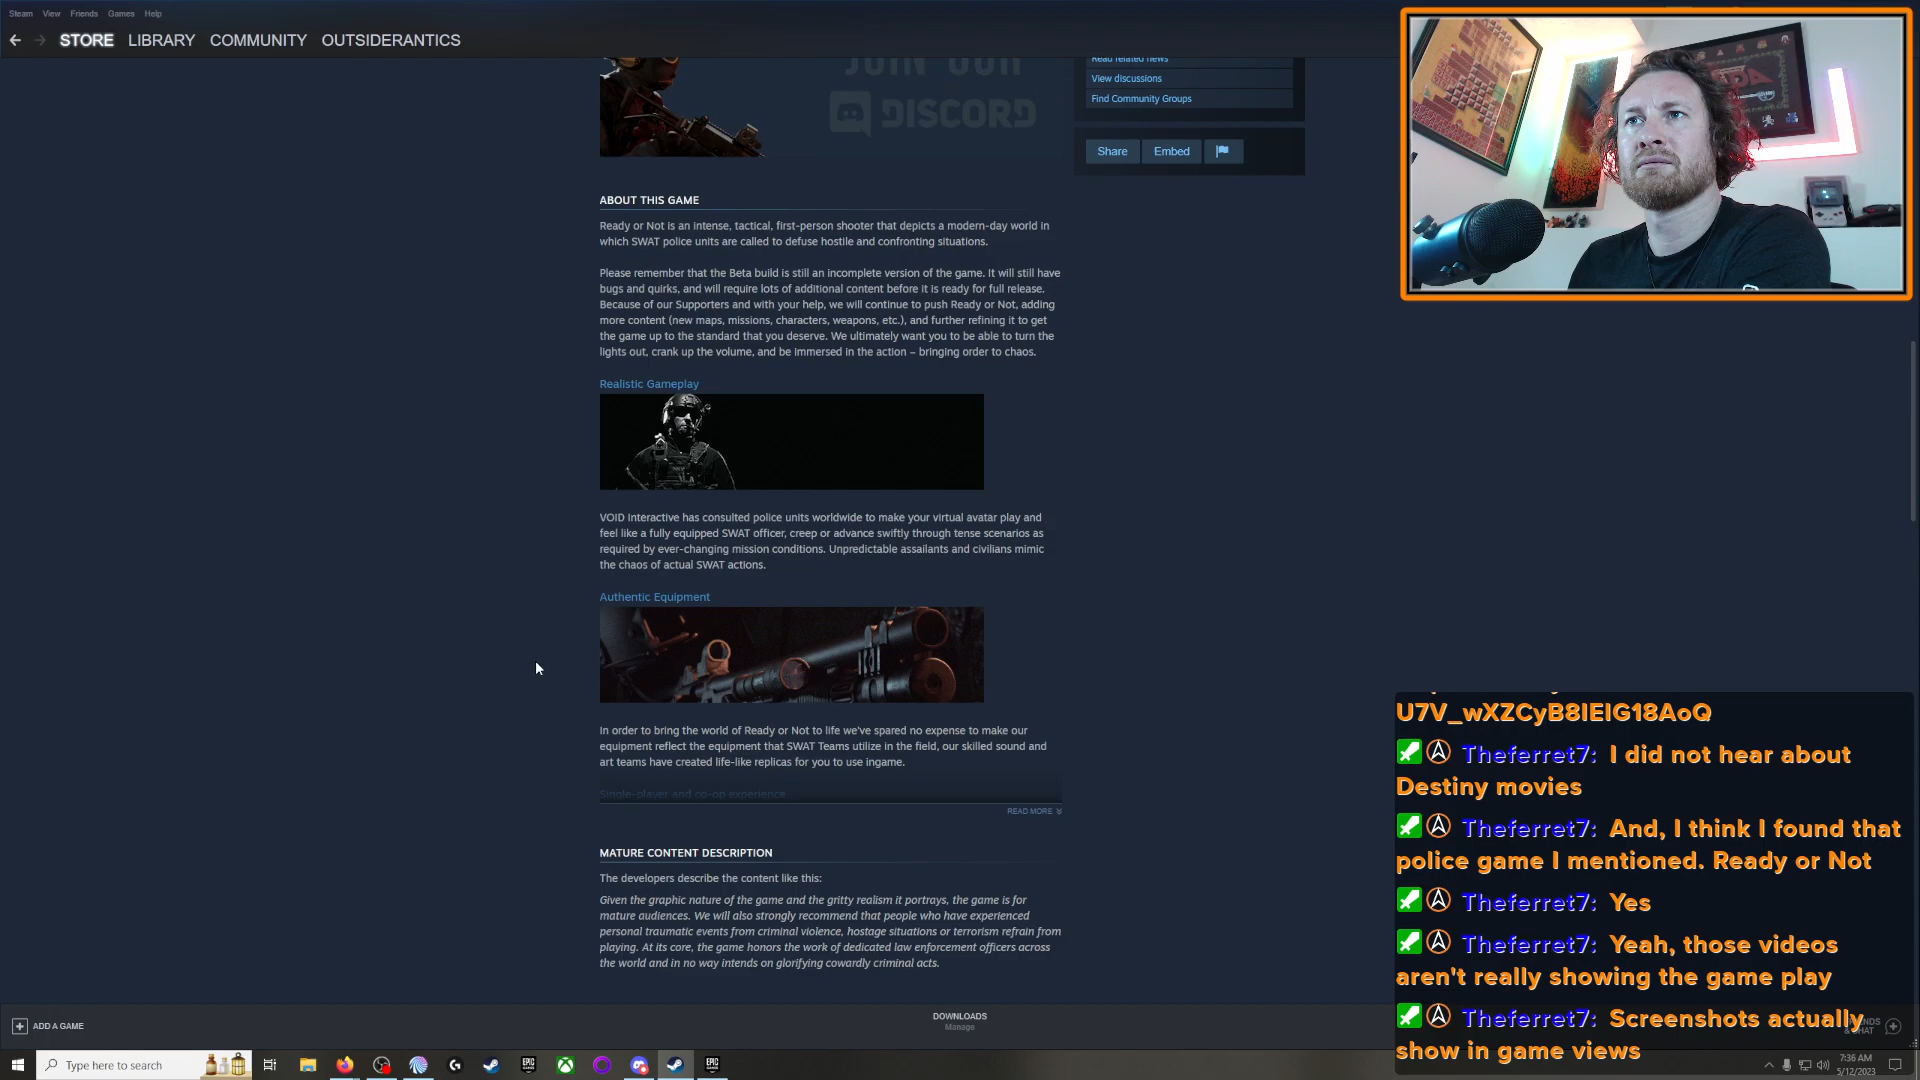 Steam View Friends Games Help
STORE LIBRARY COMMUNITY OUTSIDERANTICS
JOIN OUR
DISCORD
Read related news
View discussions
Find Community Groups
Share Embed
ABOUT THIS GAME
Ready or Not is an intense, tactical, first-person shooter that depicts a modern-day world in
which SWAT police units are called to defuse hostile and confronting situations.
Please remember that the Beta build is still an incomplete version of the game. It will still have
bugs and quirks, and will require lots of additional content before it is ready for full release.
Because of our Supporters and with your help, we will continue to push Ready or Not, adding
more content (new maps, missions, characters, weapons, etc.), and further refining it to get
the game up to the standard that you deserve. We ultimately want you to be able to turn the
lights out, crank up the volume, and be immersed in the action – bringing order to chaos.
Realistic Gameplay
VOID Interactive has consulted police units worldwide to make your virtual avatar play and
feel like a fully equipped SWAT officer, creep or advance swiftly through tense scenarios as
required by ever-changing mission conditions. Unpredictable assailants and civilians mimic
the chaos of actual SWAT actions.
Authentic Equipment
In order to bring the world of Ready or Not to life we've spared no expense to make our
equipment reflect the equipment that SWAT Teams utilize in the field, our skilled sound and
art teams have created life-like replicas for you to use ingame.
Single-player and co-op experience
READ MORE
MATURE CONTENT DESCRIPTION
The developers describe the content like this:
Given the graphic nature of the game and the gritty realism it portrays, the game is for
mature audiences. We will also strongly recommend that people who have experienced
personal traumatic events from criminal violence, hostage situations or terrorism refrain from
playing. At its core, the game honors the work of dedicated law enforcement officers across
the world and in no way intends on glorifying cowardly criminal acts.
U7V_wXZCyB8IEIG18AoQ
Theferret7: I did not hear about
Destiny movies
Theferret7: And, I think I found that
police game I mentioned. Ready or Not
Theferret7: Yes
Theferret7: Yeah, those videos
aren't really showing the game play
Theferret7: Screenshots actually
show in game views
ADD A GAME
DOWNLOADS
Manage
Type here to search
EPIC GAMES
EPIC GAMES
7:36 AM
5/12/2023